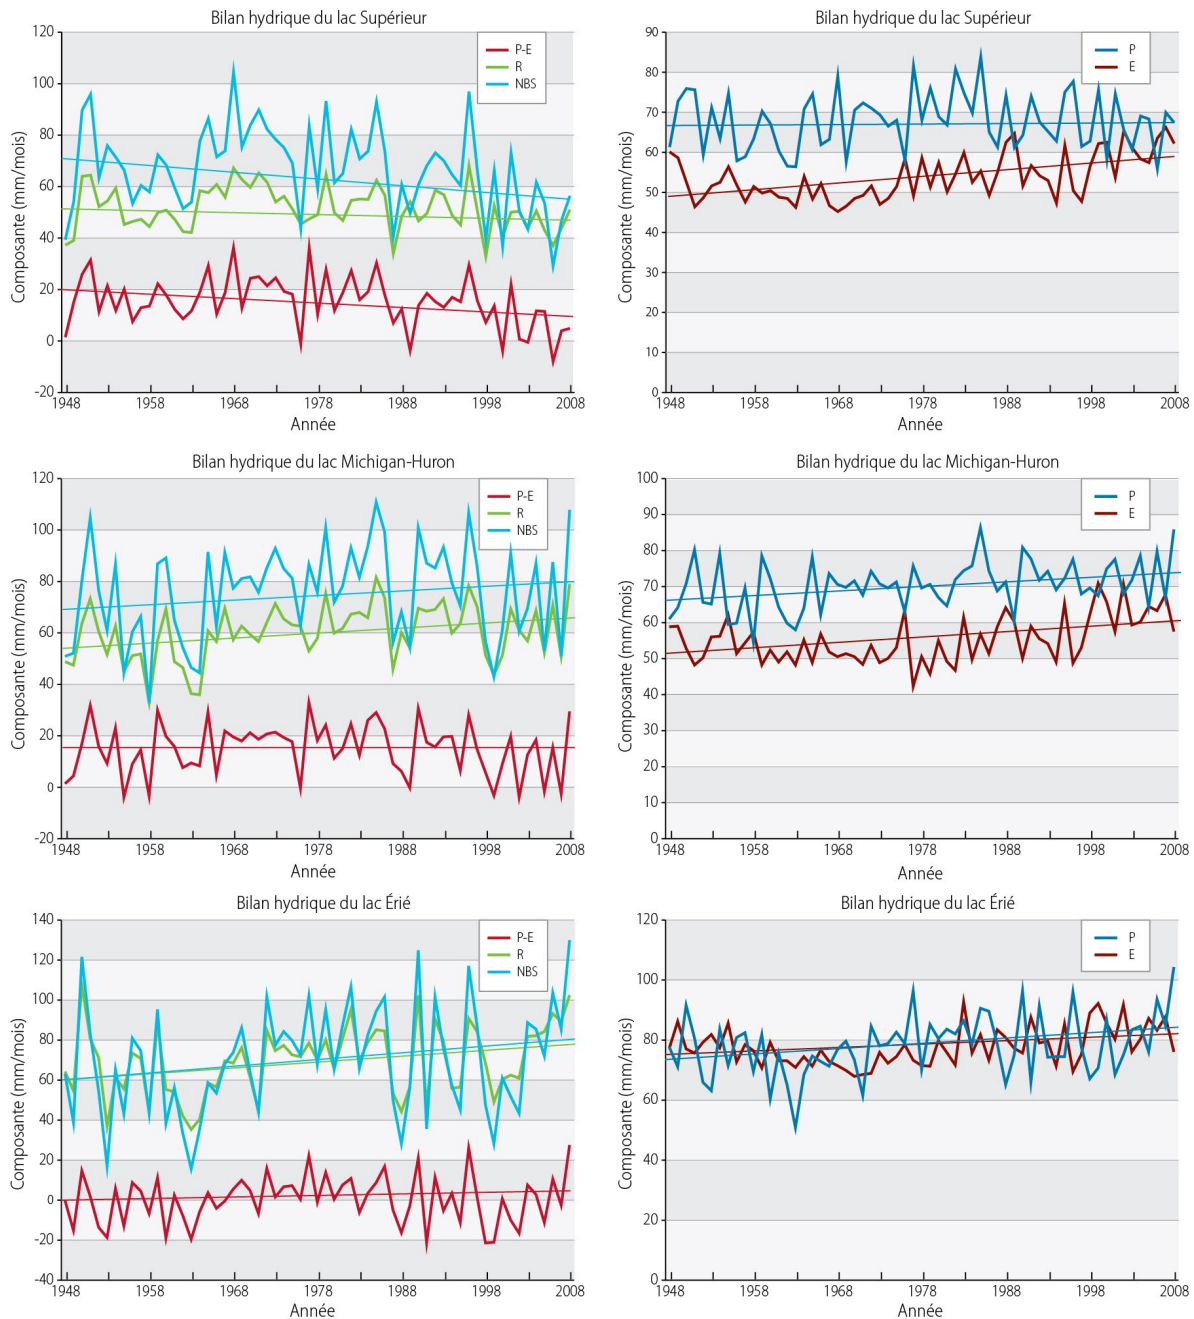 Bilan hydrique du lac Supérieur
Composante (mm/mois)
120
100
80
60
40
20
0
-20
P-E
R
NBS
1948 1958 1968 1978 1988 1998 2008
Année
Bilan hydrique du lac Supérieur
Composante (mm/mois)
90
80
70
60
50
40
30
20
10
0
P
E
1948 1958 1968 1978 1988 1998 2008
Année
Bilan hydrique du lac Michigan-Huron
Composante (mm/mois)
120
100
80
60
40
20
0
-20
P-E
R
NBS
1948 1958 1968 1978 1988 1998 2008
Année
Bilan hydrique du lac Michigan-Huron
Composante (mm/mois)
100
90
80
70
60
50
40
30
20
10
0
P
E
1948 1958 1968 1978 1988 1998 2008
Année
Bilan hydrique du lac Érié
Composante (mm/mois)
140
120
100
80
60
40
20
0
-20
-40
P-E
R
NBS
1948 1958 1968 1978 1988 1998 2008
Année
Bilan hydrique du lac Érié
Composante (mm/mois)
120
100
80
60
40
20
0
P
E
1948 1958 1968 1978 1988 1998 2008
Année